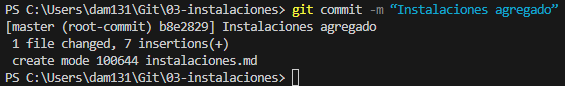 PS C:\Users\dam131\Git\03-instalaciones> git commit -m “Instalaciones agregado”
[master (root-commit) b8e2829] Instalaciones agregado
 1 file changed, 7 insertions(+)
 create mode 100644 instalaciones.md
PS C:\Users\dam131\Git\03-instalaciones>